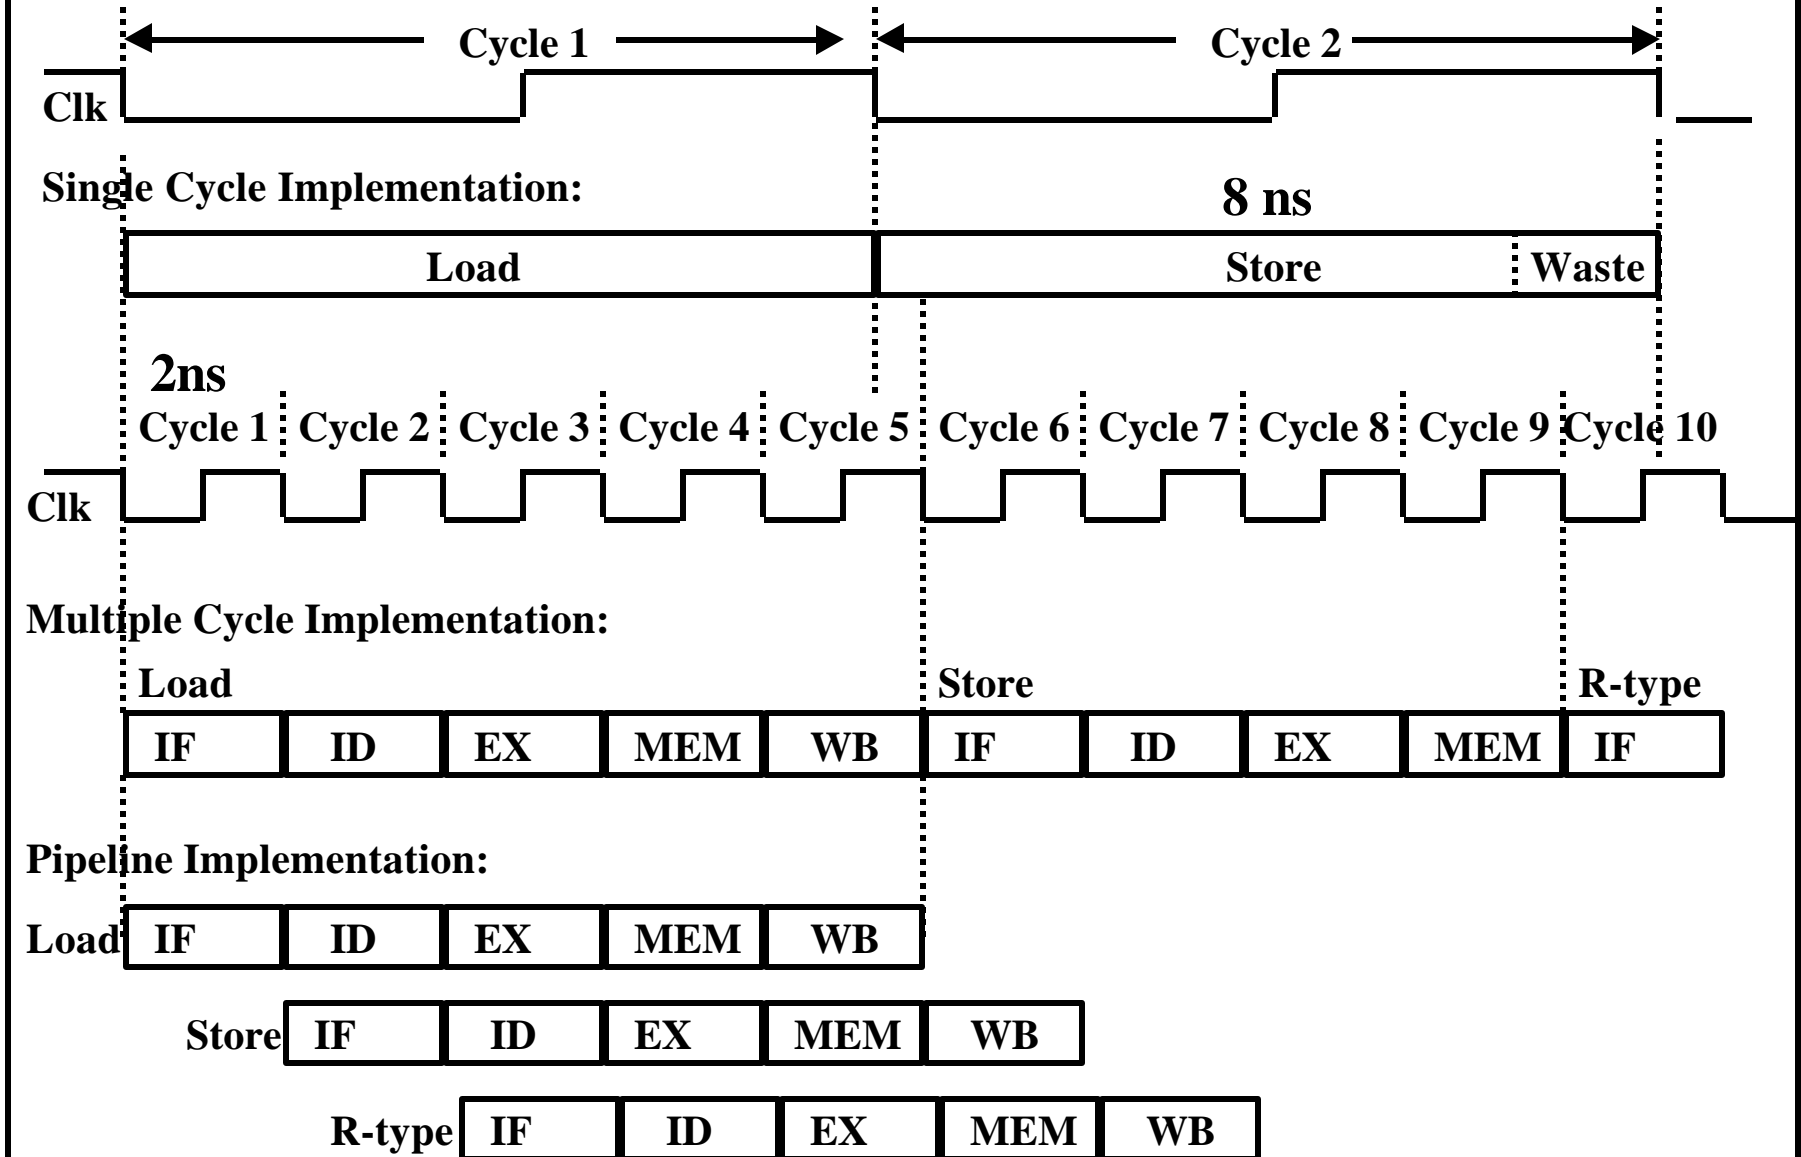 Cycle 1 Cycle 2
Clk
Single Cycle Implementation: 8 ns
Load Store Waste
2ns
Cycle 1 Cycle 2 Cycle 3 Cycle 4 Cycle 5 Cycle 6 Cycle 7 Cycle 8 Cycle 9 Cycle 10
Clk
Multiple Cycle Implementation:
Load Store R-type
IF ID EX MEM WB IF ID EX MEM IF
Pipeline Implementation:
Load IF ID EX MEM WB
Store IF ID EX MEM WB
R-type IF ID EX MEM WB